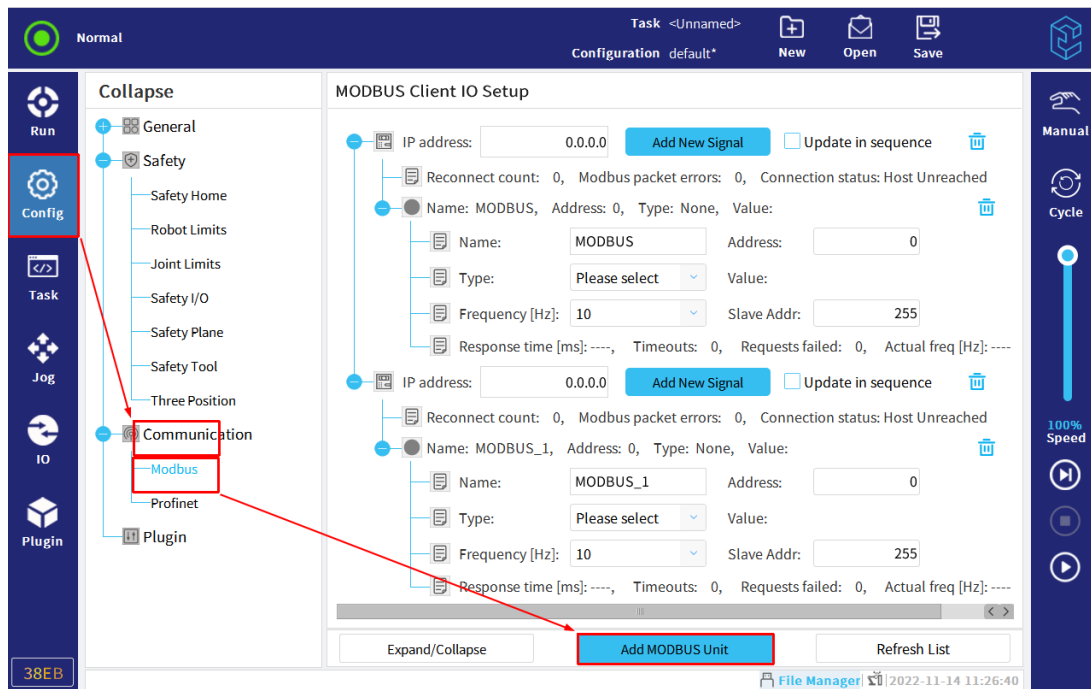 Normal
Task <Unnamed>
Configuration default*
New
Open
Save
Run
Config
Task
Jog
IO
Plugin
38EB
Collapse
General
Safety
Safety Home
Robot Limits
Joint Limits
Safety I/O
Safety Plane
Safety Tool
Three Position
Communication
Modbus
Profinet
Plugin
MODBUS Client IO Setup
IP address: 0.0.0.0 Add New Signal Update in sequence
Reconnect count: 0, Modbus packet errors: 0, Connection status: Host Unreached
Name: MODBUS, Address: 0, Type: None, Value:
Name: MODBUS Address: 0
Type: Please select Value:
Frequency [Hz]: 10 Slave Addr: 255
Response time [ms]: ----, Timeouts: 0, Requests failed: 0, Actual freq [Hz]: ----
IP address: 0.0.0.0 Add New Signal Update in sequence
Reconnect count: 0, Modbus packet errors: 0, Connection status: Host Unreached
Name: MODBUS_1, Address: 0, Type: None, Value:
Name: MODBUS_1 Address: 0
Type: Please select Value:
Frequency [Hz]: 10 Slave Addr: 255
Response time [ms]: ----, Timeouts: 0, Requests failed: 0, Actual freq [Hz]: ----
Expand/Collapse Add MODBUS Unit Refresh List
File Manager 2022-11-14 11:26:40
Manual
Cycle
100%
Speed